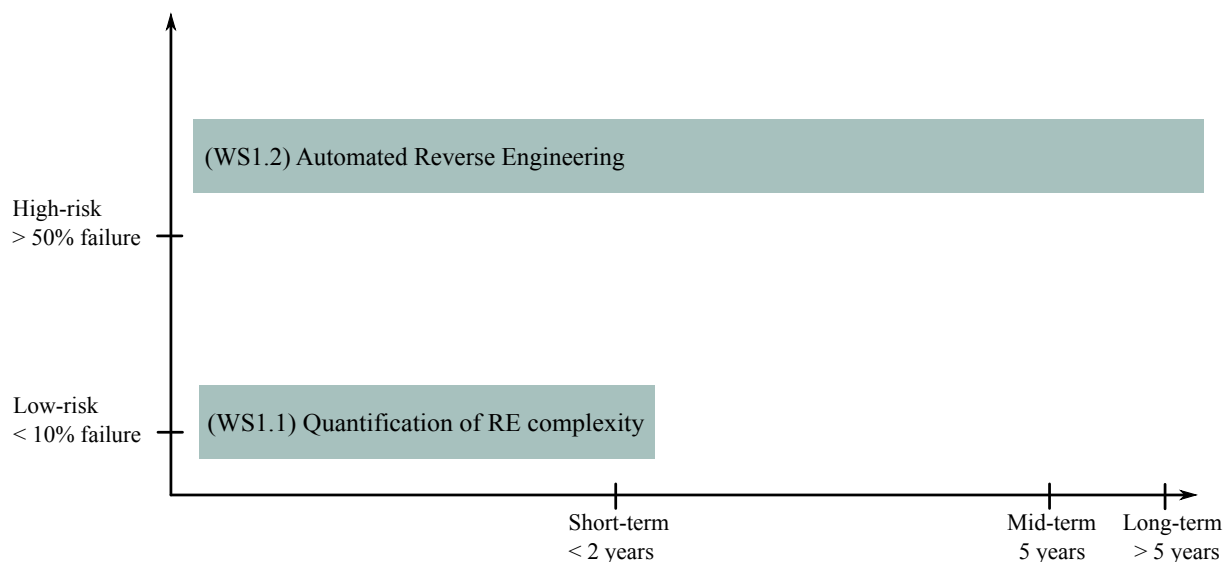 (WS1.2) Automated Reverse Engineering
High-risk
> 50% failure
Low-risk
< 10% failure
(WS1.1) Quantification of RE complexity
Short-term
< 2 years
Mid-term
5 years
Long-term
> 5 years